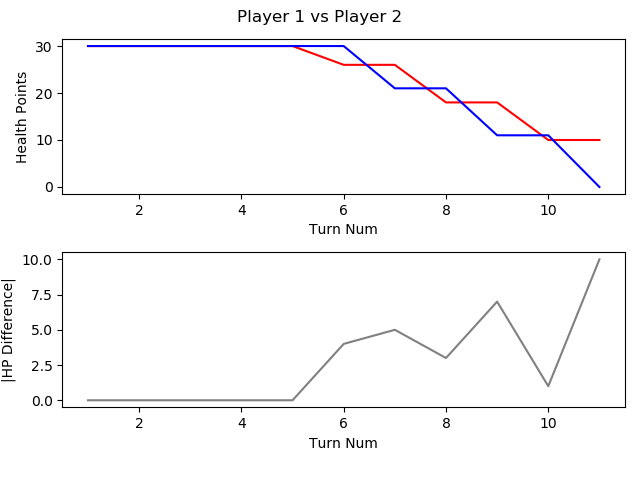 Player 1 vs Player 2
30
20
10
0
Health Points
2 4 6 8 10
Turn Num
10.0
7.5
5.0
2.5
0.0
|HP Difference|
2 4 6 8 10
Turn Num